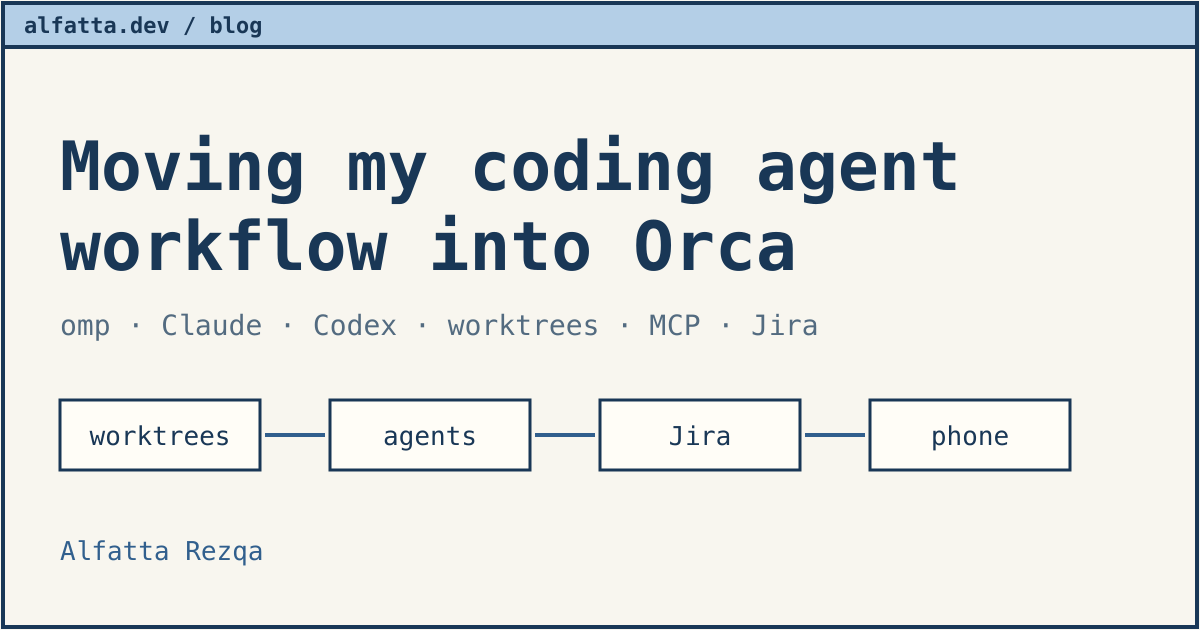 alfatta.dev / blog
Moving my coding agent
workflow into Orca
omp · Claude · Codex · worktrees · MCP · Jira
worktrees
agents
Jira
phone
Alfatta Rezqa